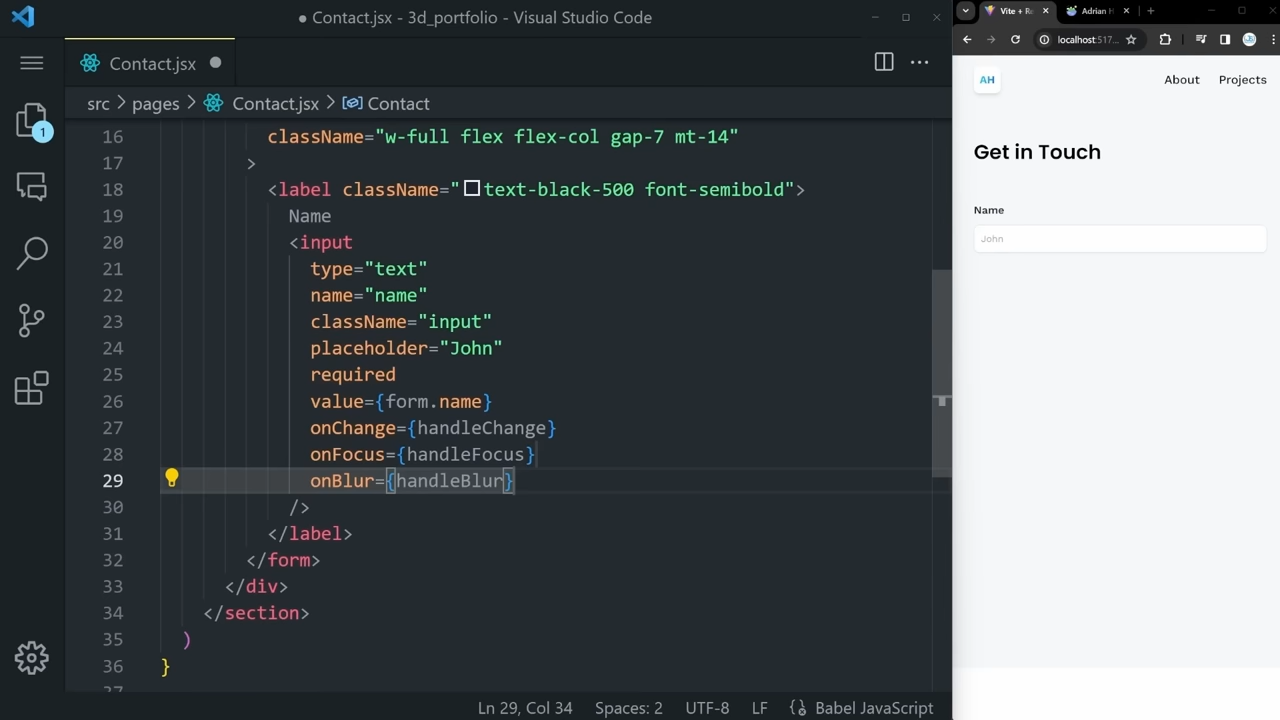 Contact.jsx - 3d_portfolio - Visual Studio Code
Vite + Re
Adrian H
Contact.jsx
localhost:517...
src > pages > Contact.jsx > Contact
1
AH
About
Projects
Get in Touch
Name
John
16 className="w-full flex flex-col gap-7 mt-14"
17 >
18 <label className="text-black-500 font-semibold">
19 Name
20 <input
21 type="text"
22 name="name"
23 className="input"
24 placeholder="John"
25 required
26 value={form.name}
27 onChange={handleChange}
28 onFocus={handleFocus}
29 onBlur={handleBlur}
30 />
31 </label>
32 </form>
33 </div>
34 </section>
35 )
36 }
37
Ln 29, Col 34 Spaces: 2 UTF-8 LF Babel JavaScript